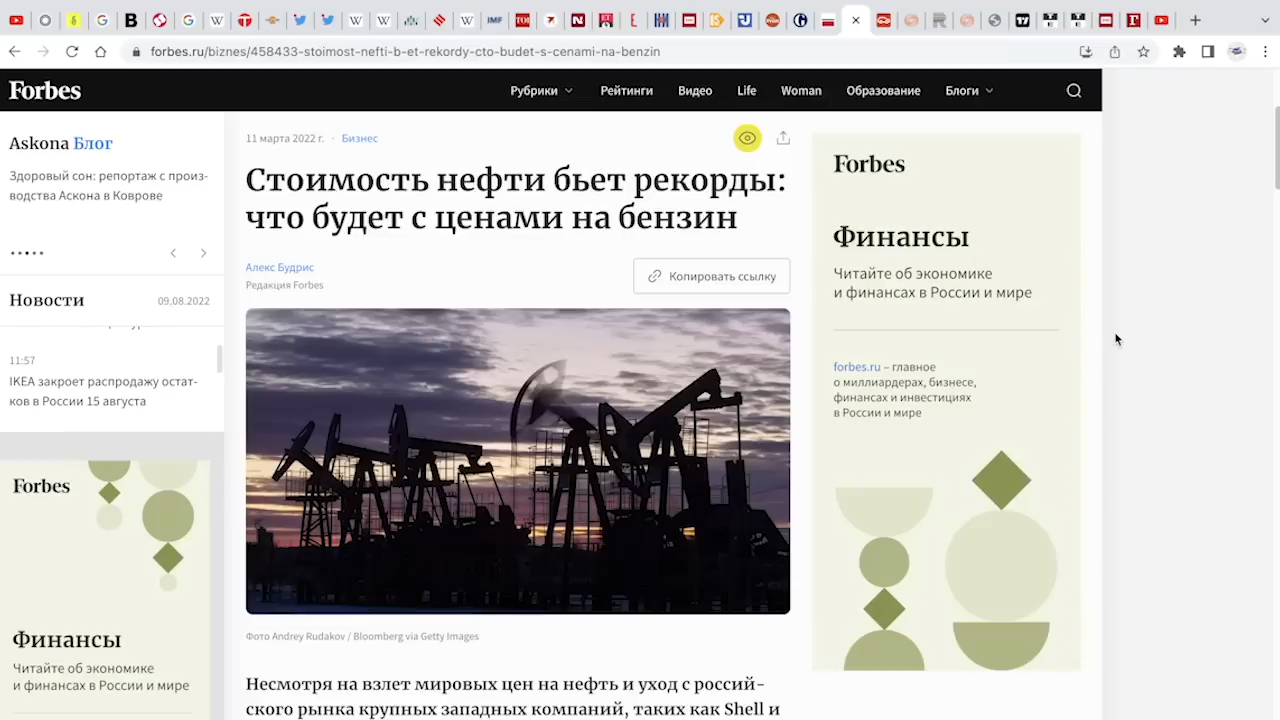 forbes.ru/biznes/458433-stoimost-nefti-b-et-rekordy-cto-budet-s-cenami-na-benzin
Forbes
Рубрики
Рейтинги
Видео
Life
Woman
Образование
Блоги
Askona Блог
Здоровый сон: репортаж с произ-
водства Аскона в Коврове
Новости
09.08.2022
11:57
IKEA закроет распродажу остат-
ков в России 15 августа
Forbes
Финансы
Читайте об экономике
и финансах в России и мире
11 марта 2022 г. · Бизнес
Стоимость нефти бьет рекорды:
что будет с ценами на бензин
Алекс Будрис
Редакция Forbes
Копировать ссылку
Фото Andrey Rudakov / Bloomberg via Getty Images
Несмотря на взлет мировых цен на нефть и уход с россий-
ского рынка крупных западных компаний, таких как Shell и
Forbes
Финансы
Читайте об экономике
и финансах в России и мире
forbes.ru – главное
о миллиардерах, бизнесе,
финансах и инвестициях
в России и мире